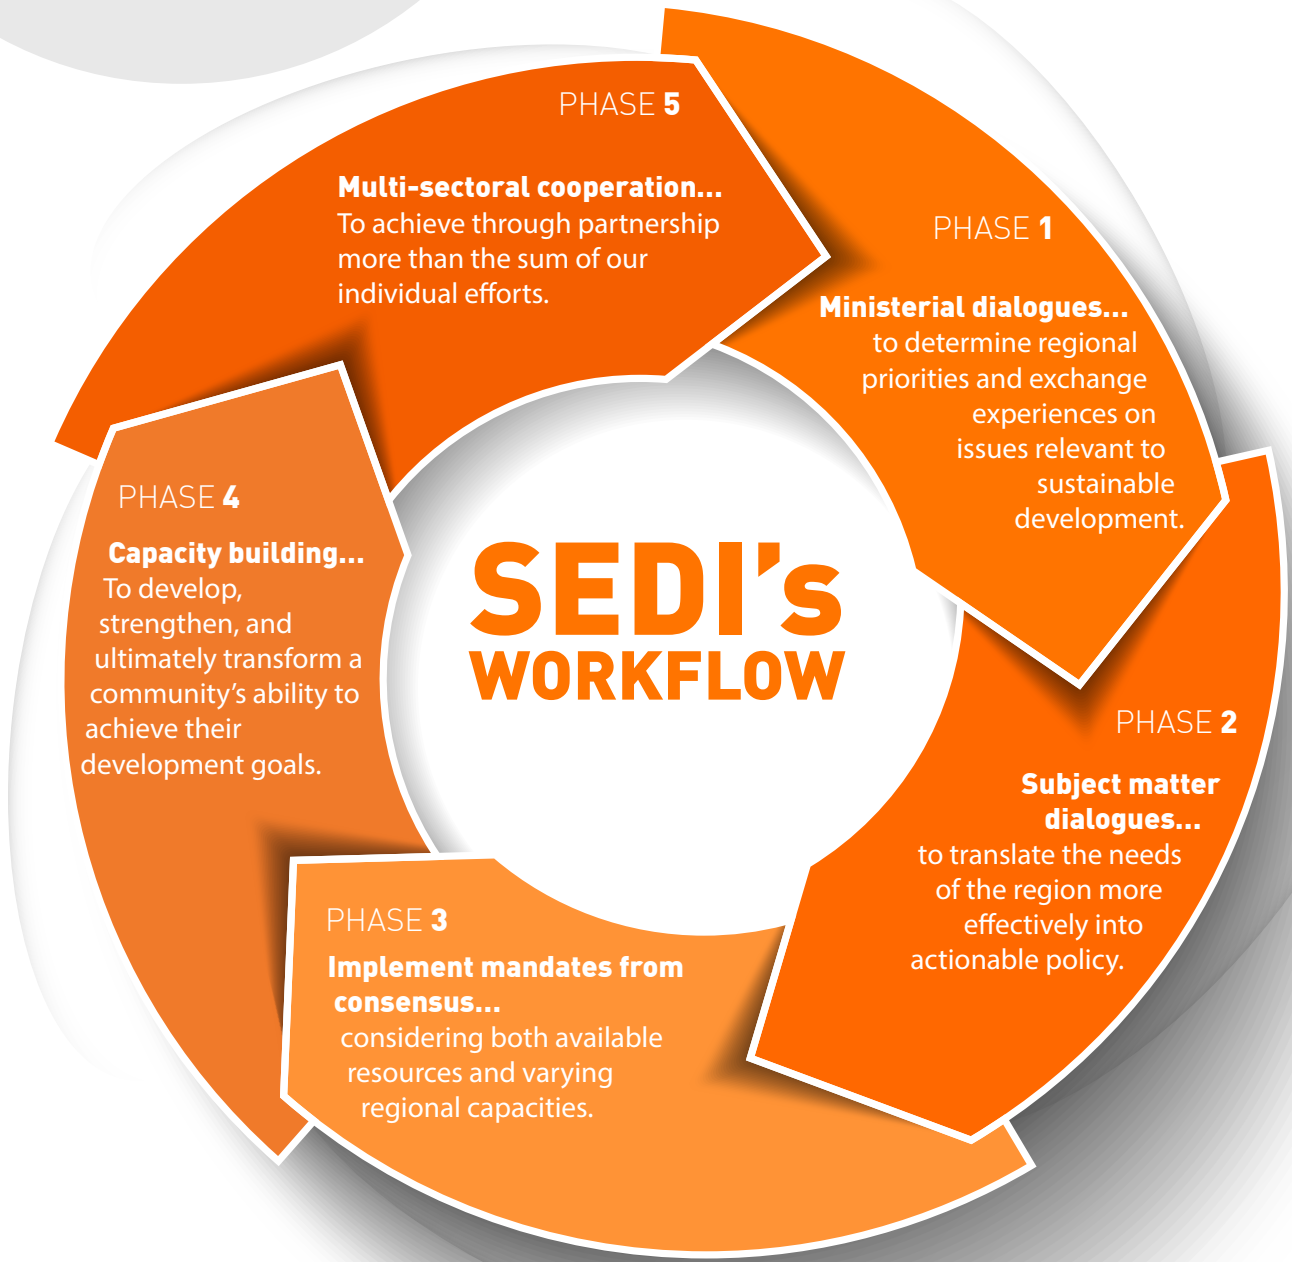 PHASE 5
Multi-sectoral cooperation...
To achieve through partnership
more than the sum of our
individual efforts.
PHASE 1
Ministerial dialogues...
to determine regional
priorities and exchange
experiences on
issues relevant to
sustainable
development.
PHASE 4
Capacity building...
To develop,
strengthen, and
ultimately transform a
community’s ability to
achieve their
development goals.
SEDI’s
WORKFLOW
PHASE 2
Subject matter
dialogues...
to translate the needs
of the region more
effectively into
actionable policy.
PHASE 3
Implement mandates from
consensus...
considering both available
resources and varying
regional capacities.